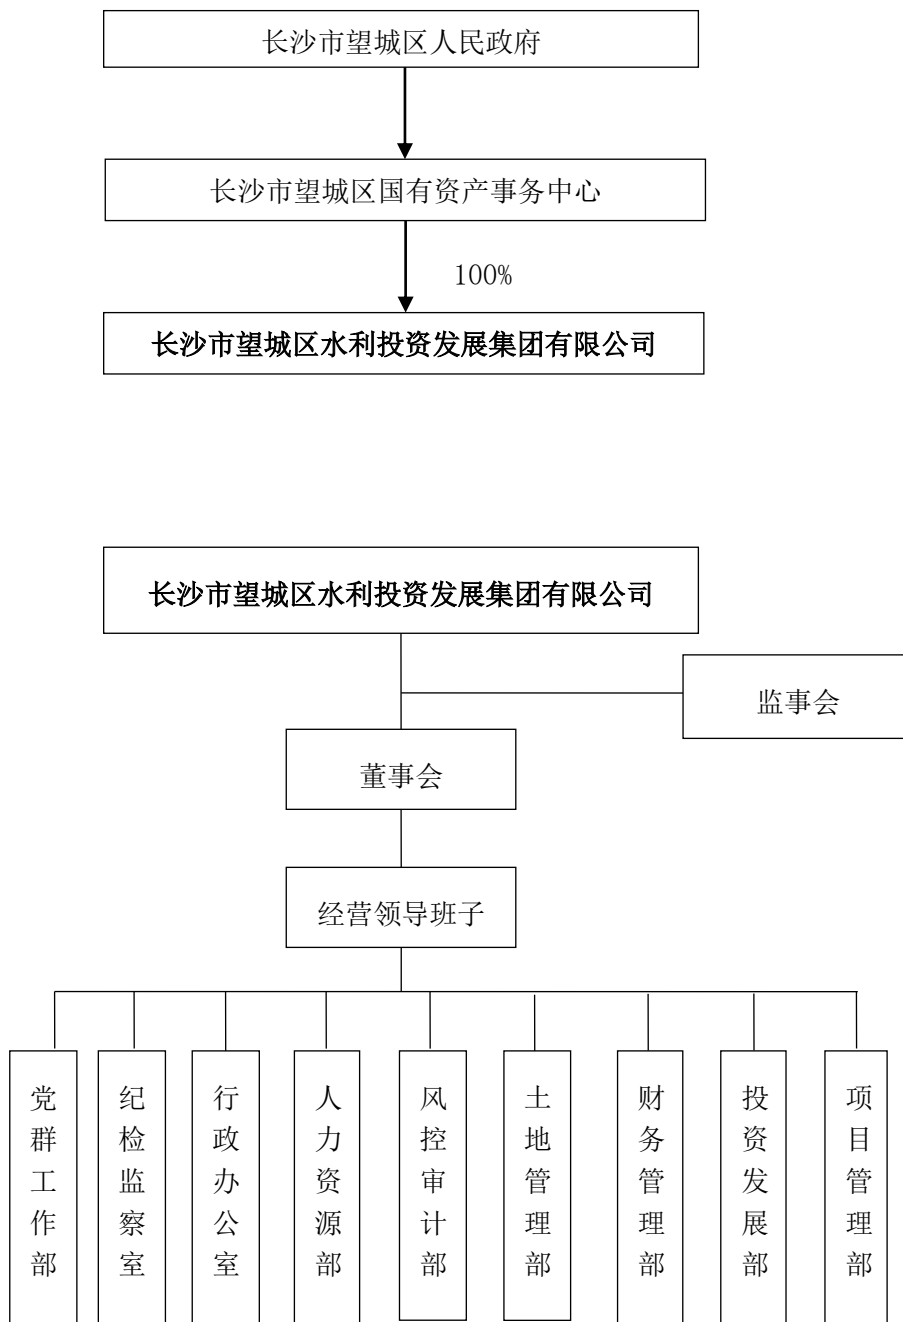 长沙市望城区人民政府
长沙市望城区国有资产事务中心
100%
长沙市望城区水利投资发展集团有限公司
长沙市望城区水利投资发展集团有限公司
监事会
董事会
经营领导班子
党群工作部
纪检监察室
行政办公室
人力资源部
风控审计部
土地管理部
财务管理部
投资发展部
项目管理部